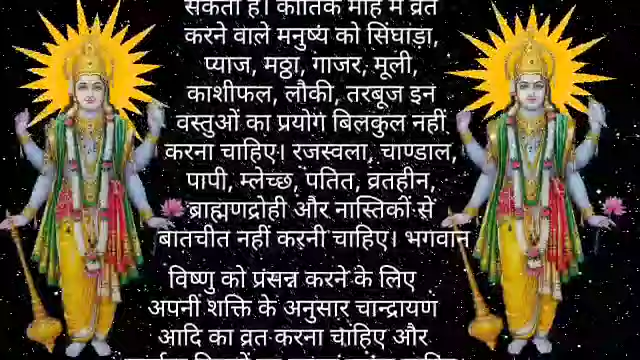 सकता है। कार्तिक माह में व्रत
करने वाले मनुष्य को सिंघाड़ा,
प्याज, मठ्ठा, गाजर, मूली,
काशीफल, लौकी, तरबूज इन
वस्तुओं का प्रयोग बिलकुल नहीं
करना चाहिए। रजस्वला, चाण्डाल,
पापी, म्लेच्छ, पतित, व्रतहीन,
ब्राह्मणद्रोही और नास्तिकों से
बातचीत नहीं करनी चाहिए। भगवान
विष्णु को प्रसन्न करने के लिए
अपनी शक्ति के अनुसार चान्द्रायण
आदि का व्रत करना चाहिए और